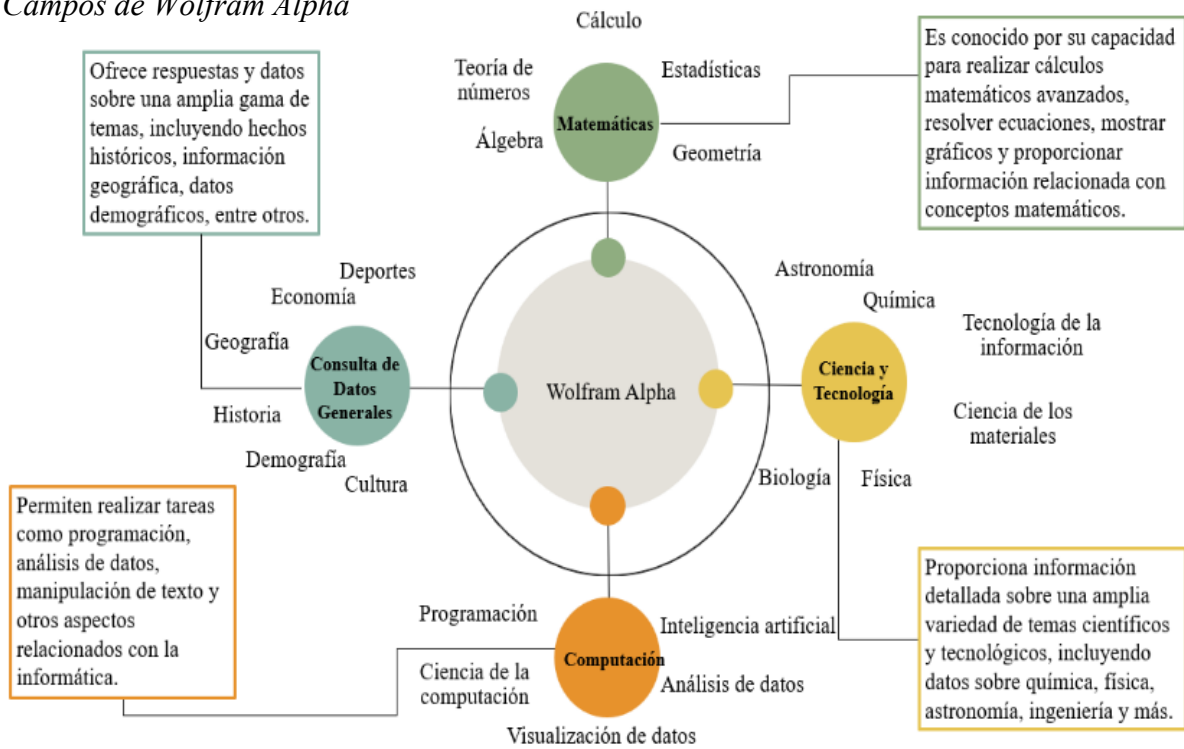 Campos de Wolfram Alpha
Cálculo
Teoría de
números
Estadísticas
Matemáticas
Álgebra
Geometría
Es conocido por su capacidad
para realizar cálculos
matemáticos avanzados,
resolver ecuaciones, mostrar
gráficos y proporcionar
información relacionada con
conceptos matemáticos.
Ofrece respuestas y datos
sobre una amplia gama de
temas, incluyendo hechos
históricos, información
geográfica, datos
demográficos, entre otros.
Deportes
Economía
Geografía
Consulta de
Datos
Generales
Historia
Demografía
Cultura
Wolfram Alpha
Astronomía
Química
Tecnología de la
información
Ciencia y
Tecnología
Ciencia de los
materiales
Biología
Física
Permiten realizar tareas
como programación,
análisis de datos,
manipulación de texto y
otros aspectos
relacionados con la
informática.
Programación
Inteligencia artificial
Computación
Ciencia de la
computación
Análisis de datos
Visualización de datos
Proporciona información
detallada sobre una amplia
variedad de temas científicos
y tecnológicos, incluyendo
datos sobre química, física,
astronomía, ingeniería y más.